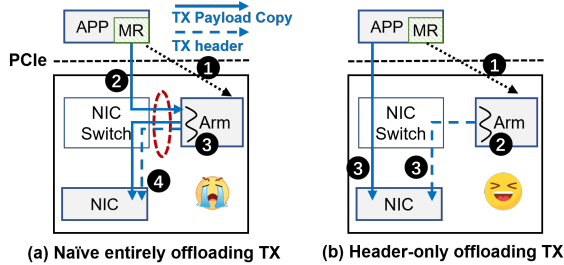 APP MR
TX Payload Copy
TX header
PCIe
1
2
NIC
Switch
Arm
3
4
NIC
(a) Naïve entirely offloading TX
APP MR
1
NIC
Switch
Arm
2
3
3
NIC
(b) Header-only offloading TX